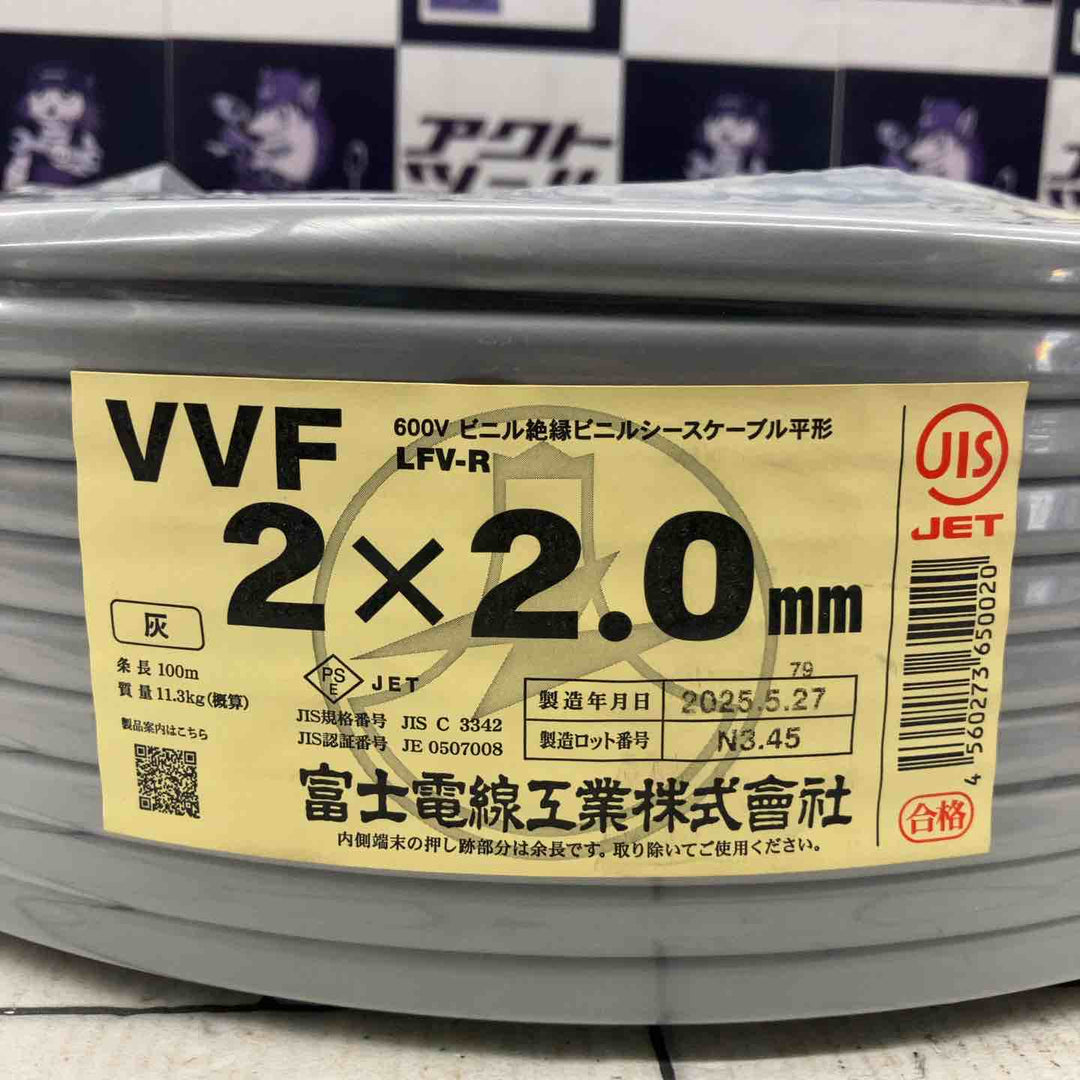 アクト
ツール
VVF
600V ビニル絶縁ビニルシースケーブル平形
LFV-R
2×2.0mm
灰
条長 100m
質量 11.3kg(概算)
製品案内はこちら
PS
E
JET
JIS規格番号 JIS C 3342
JIS認証番号 JE 0507008
79
製造年月日 2025.5.27
製造ロット番号 N3.45
富士電線工業株式會社
内側端末の押し跡部分は余長です。取り除いてご使用ください。
JIS
JET
4560273650020
合格